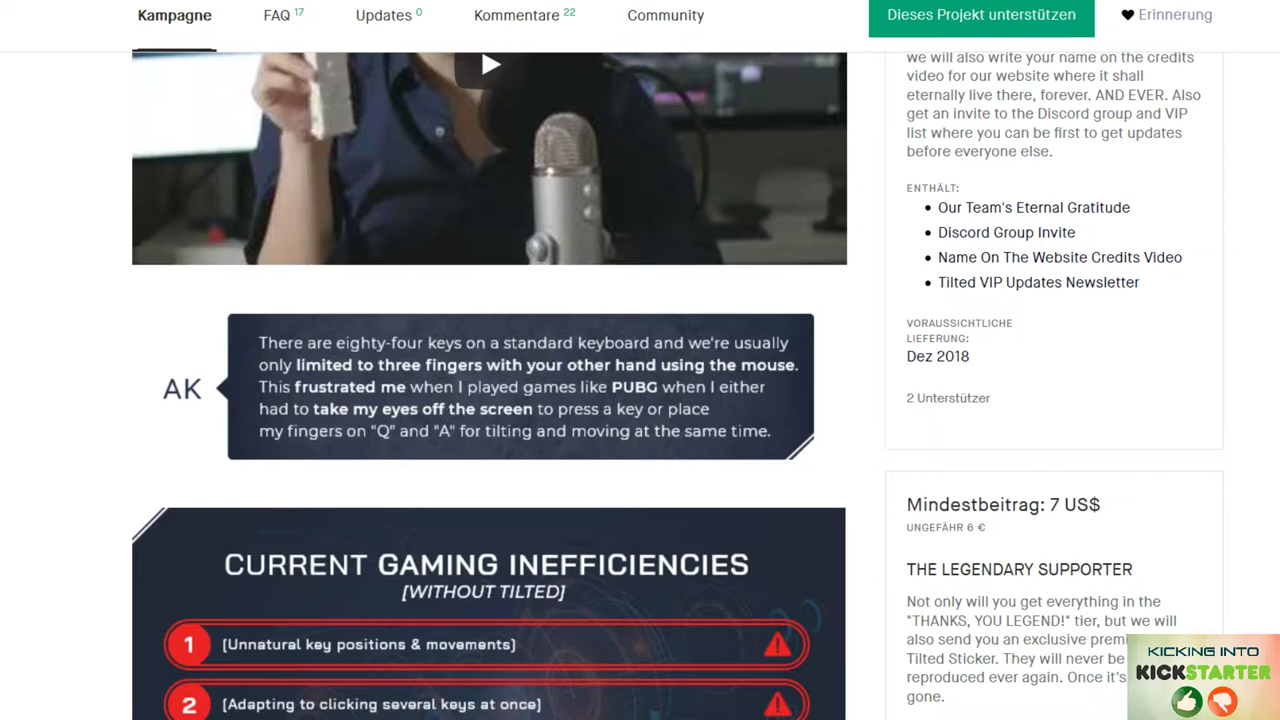 Kampagne
FAQ 17
Updates 0
Kommentare 22
Community
Dieses Projekt unterstützen
Erinnerung
we will also write your name on the credits
video for our website where it shall
eternally live there, forever. AND EVER. Also
get an invite to the Discord group and VIP
list where you can be first to get updates
before everyone else.
ENTHÄLT:
Our Team's Eternal Gratitude
Discord Group Invite
Name On The Website Credits Video
Tilted VIP Updates Newsletter
VORAUSSICHTLICHE
LIEFERUNG:
Dez 2018
2 Unterstützer
AK
There are eighty-four keys on a standard keyboard and we're usually
only limited to three fingers with your other hand using the mouse.
This frustrated me when I played games like PUBG when I either
had to take my eyes off the screen to press a key or place
my fingers on "Q" and "A" for tilting and moving at the same time.
CURRENT GAMING INEFFICIENCIES
[WITHOUT TILTED]
1 [Unnatural key positions & movements]
2 [Adapting to clicking several keys at once]
Mindestbeitrag: 7 US$
UNGEFÄHR 6 €
THE LEGENDARY SUPPORTER
Not only will you get everything in the
"THANKS, YOU LEGEND!" tier, but we will
also send you an exclusive premi
Tilted Sticker. They will never be
reproduced ever again. Once it's
gone.
KICKING INTO
KICKSTARTER